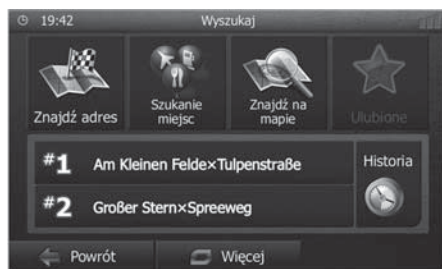 19:42 Wyszukaj
Znajdź adres
Szukanie miejsc
Znajdź na mapie
Ulubione
#1 Am Kleinen Felde×Tulpenstraße
Historia
#2 Großer Stern×Spreeweg
Powrót
Więcej